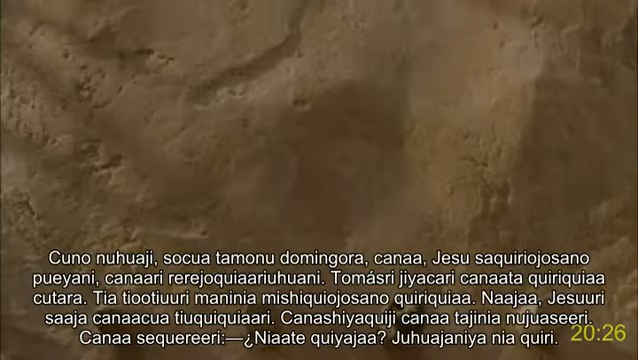 Cuno nuhuaji, socua tamonu domingora, canaa, Jesu saquiriojosano
pueyani, canaari rerejoquiaariuhuani. Tomásri jiyacari canaata quiriquiaa
cutara. Tia tiootiuuri maninia mishiquiojosano quiriquiaa. Naajaa, Jesuuri
saaja canaacua tiuquiquiaari. Canashiyaquiji canaa tajinia nujuaseeri.
Canaa sequereeri:—¿Niaate quiyajaa? Juhuajaniya nia quiri.
20:26